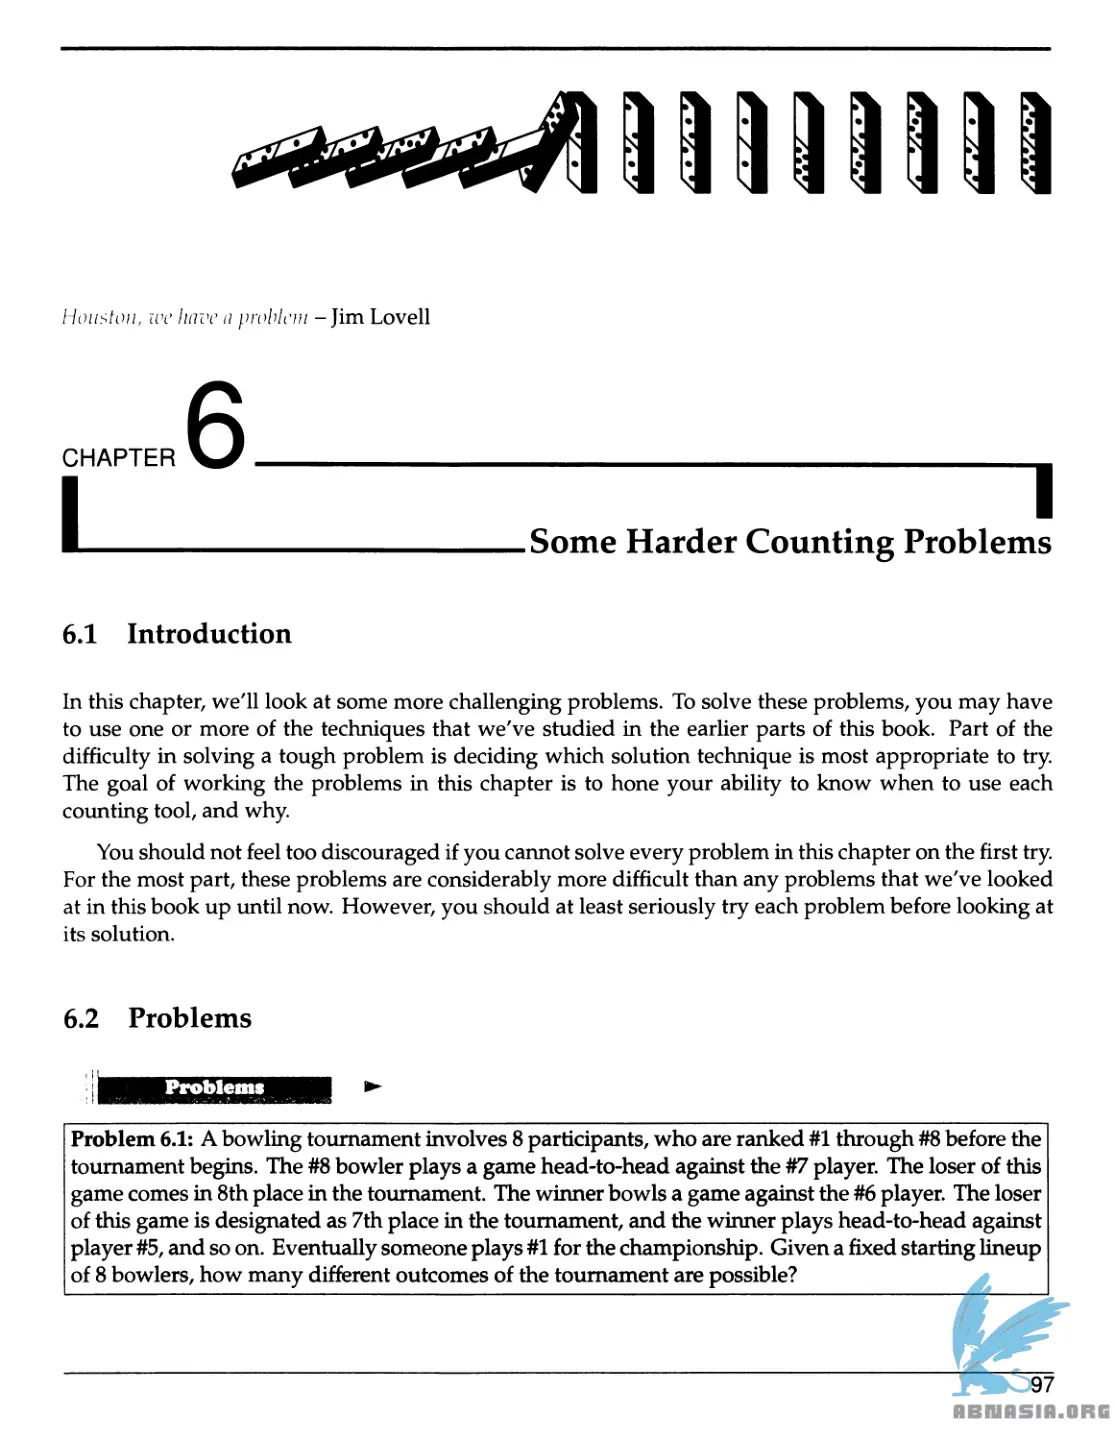 Houston, we have a problem – Jim Lovell
CHAPTER 6
Some Harder Counting Problems
6.1 Introduction
In this chapter, we'll look at some more challenging problems. To solve these problems, you may have
to use one or more of the techniques that we've studied in the earlier parts of this book. Part of the
difficulty in solving a tough problem is deciding which solution technique is most appropriate to try.
The goal of working the problems in this chapter is to hone your ability to know when to use each
counting tool, and why.
You should not feel too discouraged if you cannot solve every problem in this chapter on the first try.
For the most part, these problems are considerably more difficult than any problems that we've looked
at in this book up until now. However, you should at least seriously try each problem before looking at
its solution.
6.2 Problems
Problems
Problem 6.1: A bowling tournament involves 8 participants, who are ranked #1 through #8 before the
tournament begins. The #8 bowler plays a game head-to-head against the #7 player. The loser of this
game comes in 8th place in the tournament. The winner bowls a game against the #6 player. The loser
of this game is designated as 7th place in the tournament, and the winner plays head-to-head against
player #5, and so on. Eventually someone plays #1 for the championship. Given a fixed starting lineup
of 8 bowlers, how many different outcomes of the tournament are possible?
97
ABNASIA.ORG